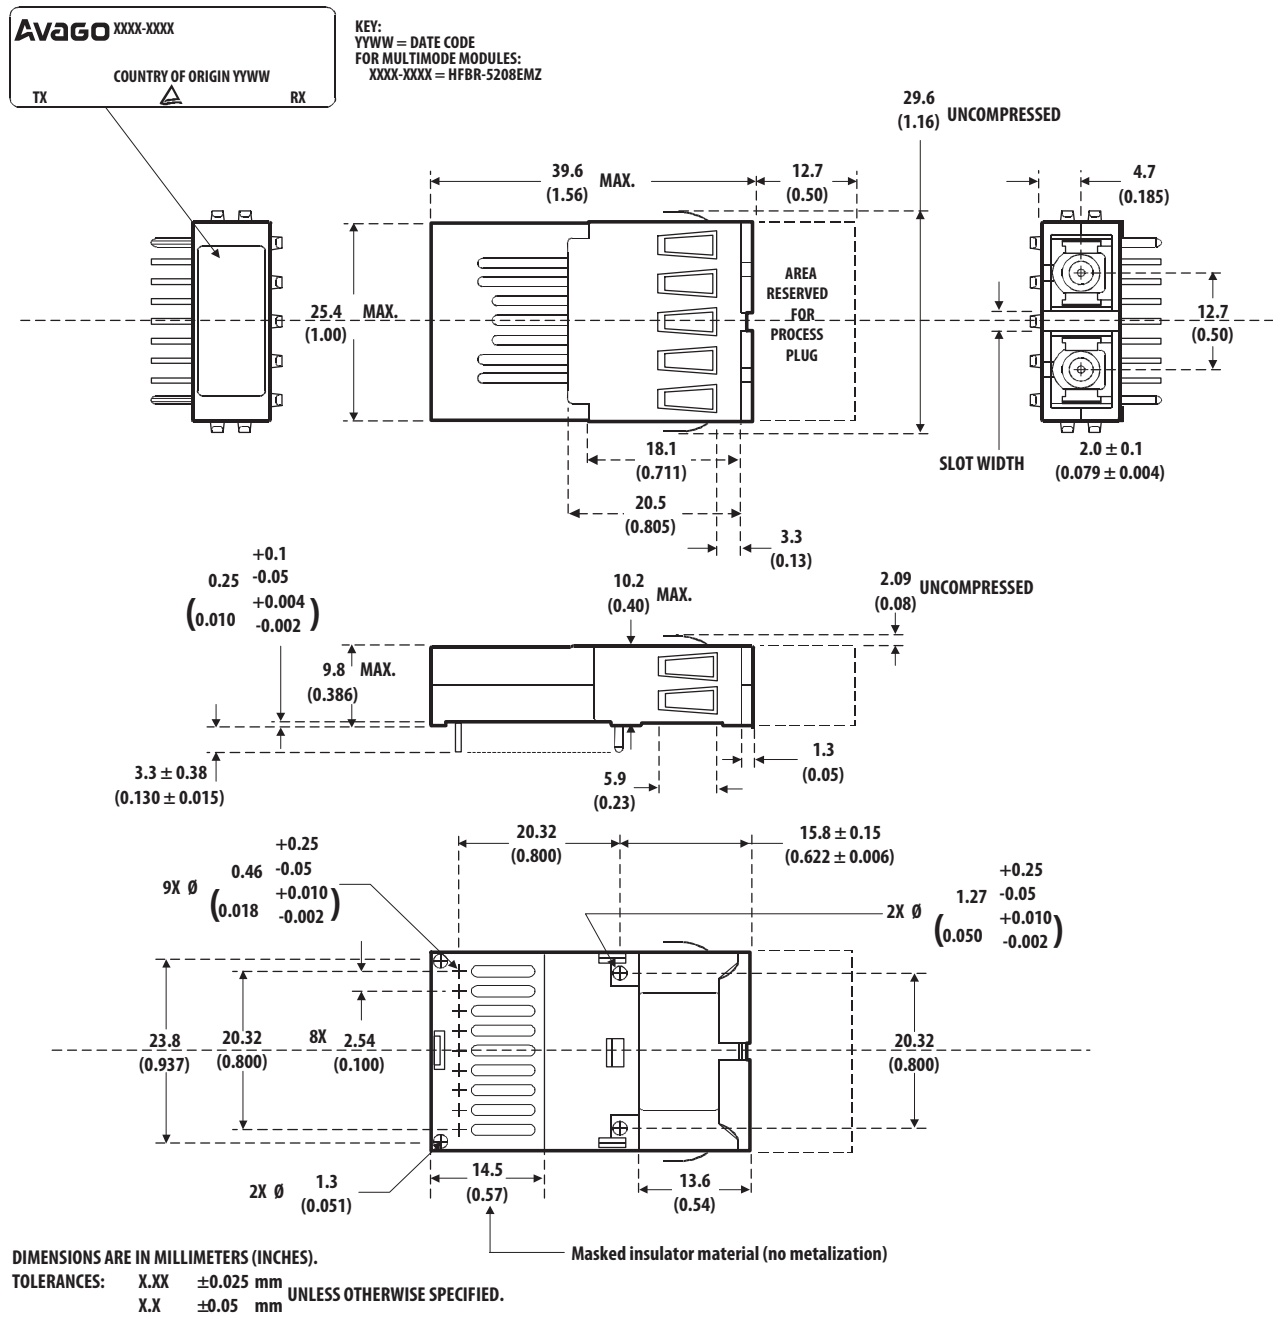 AVAGO XXXX-XXXX
COUNTRY OF ORIGIN YYWW
TX RX
KEY:
YYWW = DATE CODE
FOR MULTIMODE MODULES:
XXXX-XXXX = HFBR-5208EMZ
29.6
(1.16) UNCOMPRESSED
39.6
(1.56) MAX.
12.7
(0.50)
4.7
(0.185)
25.4 MAX.
(1.00)
AREA
RESERVED
FOR
PROCESS
PLUG
12.7
(0.50)
18.1
(0.711)
SLOT WIDTH
2.0 ± 0.1
(0.079 ± 0.004)
20.5
(0.805)
3.3
(0.13)
+0.1
0.25 -0.05
+0.004
(0.010 -0.002)
10.2
(0.40) MAX.
2.09
(0.08) UNCOMPRESSED
9.8 MAX.
(0.386)
3.3 ± 0.38
(0.130 ± 0.015)
1.3
(0.05)
5.9
(0.23)
20.32
(0.800)
15.8 ± 0.15
(0.622 ± 0.006)
+0.25
0.46 -0.05
9X Ø +0.010
(0.018 -0.002)
+0.25
1.27 -0.05
2X Ø +0.010
(0.050 -0.002)
23.8
(0.937)
20.32
(0.800)
8X 2.54
(0.100)
20.32
(0.800)
2X Ø 1.3
(0.051)
14.5
(0.57)
13.6
(0.54)
Masked insulator material (no metalization)
DIMENSIONS ARE IN MILLIMETERS (INCHES).
TOLERANCES: X.XX ±0.025 mm
X.X ±0.05 mm
UNLESS OTHERWISE SPECIFIED.